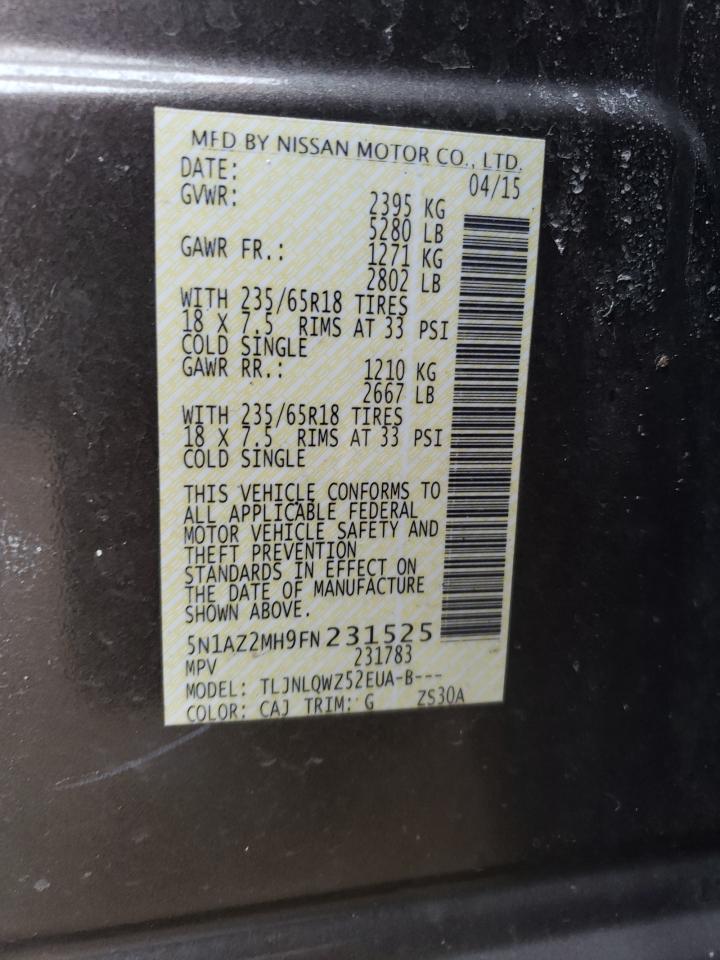 MFD BY NISSAN MOTOR CO., LTD.
DATE: 04/15
GVWR: 2395 KG
5280 LB
GAWR FR.: 1271 KG
2802 LB
WITH 235/65R18 TIRES
18 X 7.5 RIMS AT 33 PSI
COLD SINGLE
GAWR RR.: 1210 KG
2667 LB
WITH 235/65R18 TIRES
18 X 7.5 RIMS AT 33 PSI
COLD SINGLE
THIS VEHICLE CONFORMS TO
ALL APPLICABLE FEDERAL
MOTOR VEHICLE SAFETY AND
THEFT PREVENTION
STANDARDS IN EFFECT ON
THE DATE OF MANUFACTURE
SHOWN ABOVE.
5N1AZ2MH9FN231525
MPV 231783
MODEL: TLJNLQWZ52EUA-B---
COLOR: CAJ TRIM: G ZS30A